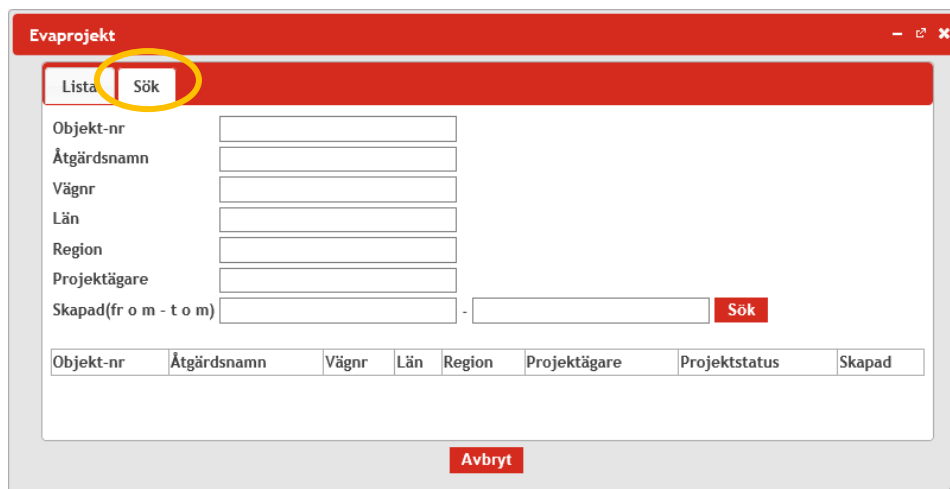 Evaprojekt
Lista Sök
Objekt-nr
Åtgärdsnamn
Vägnr
Län
Region
Projektägare
Skapad(fr o m - t o m) - Sök
Objekt-nr Åtgärdsnamn Vägnr Län Region Projektägare Projektstatus Skapad
Avbryt